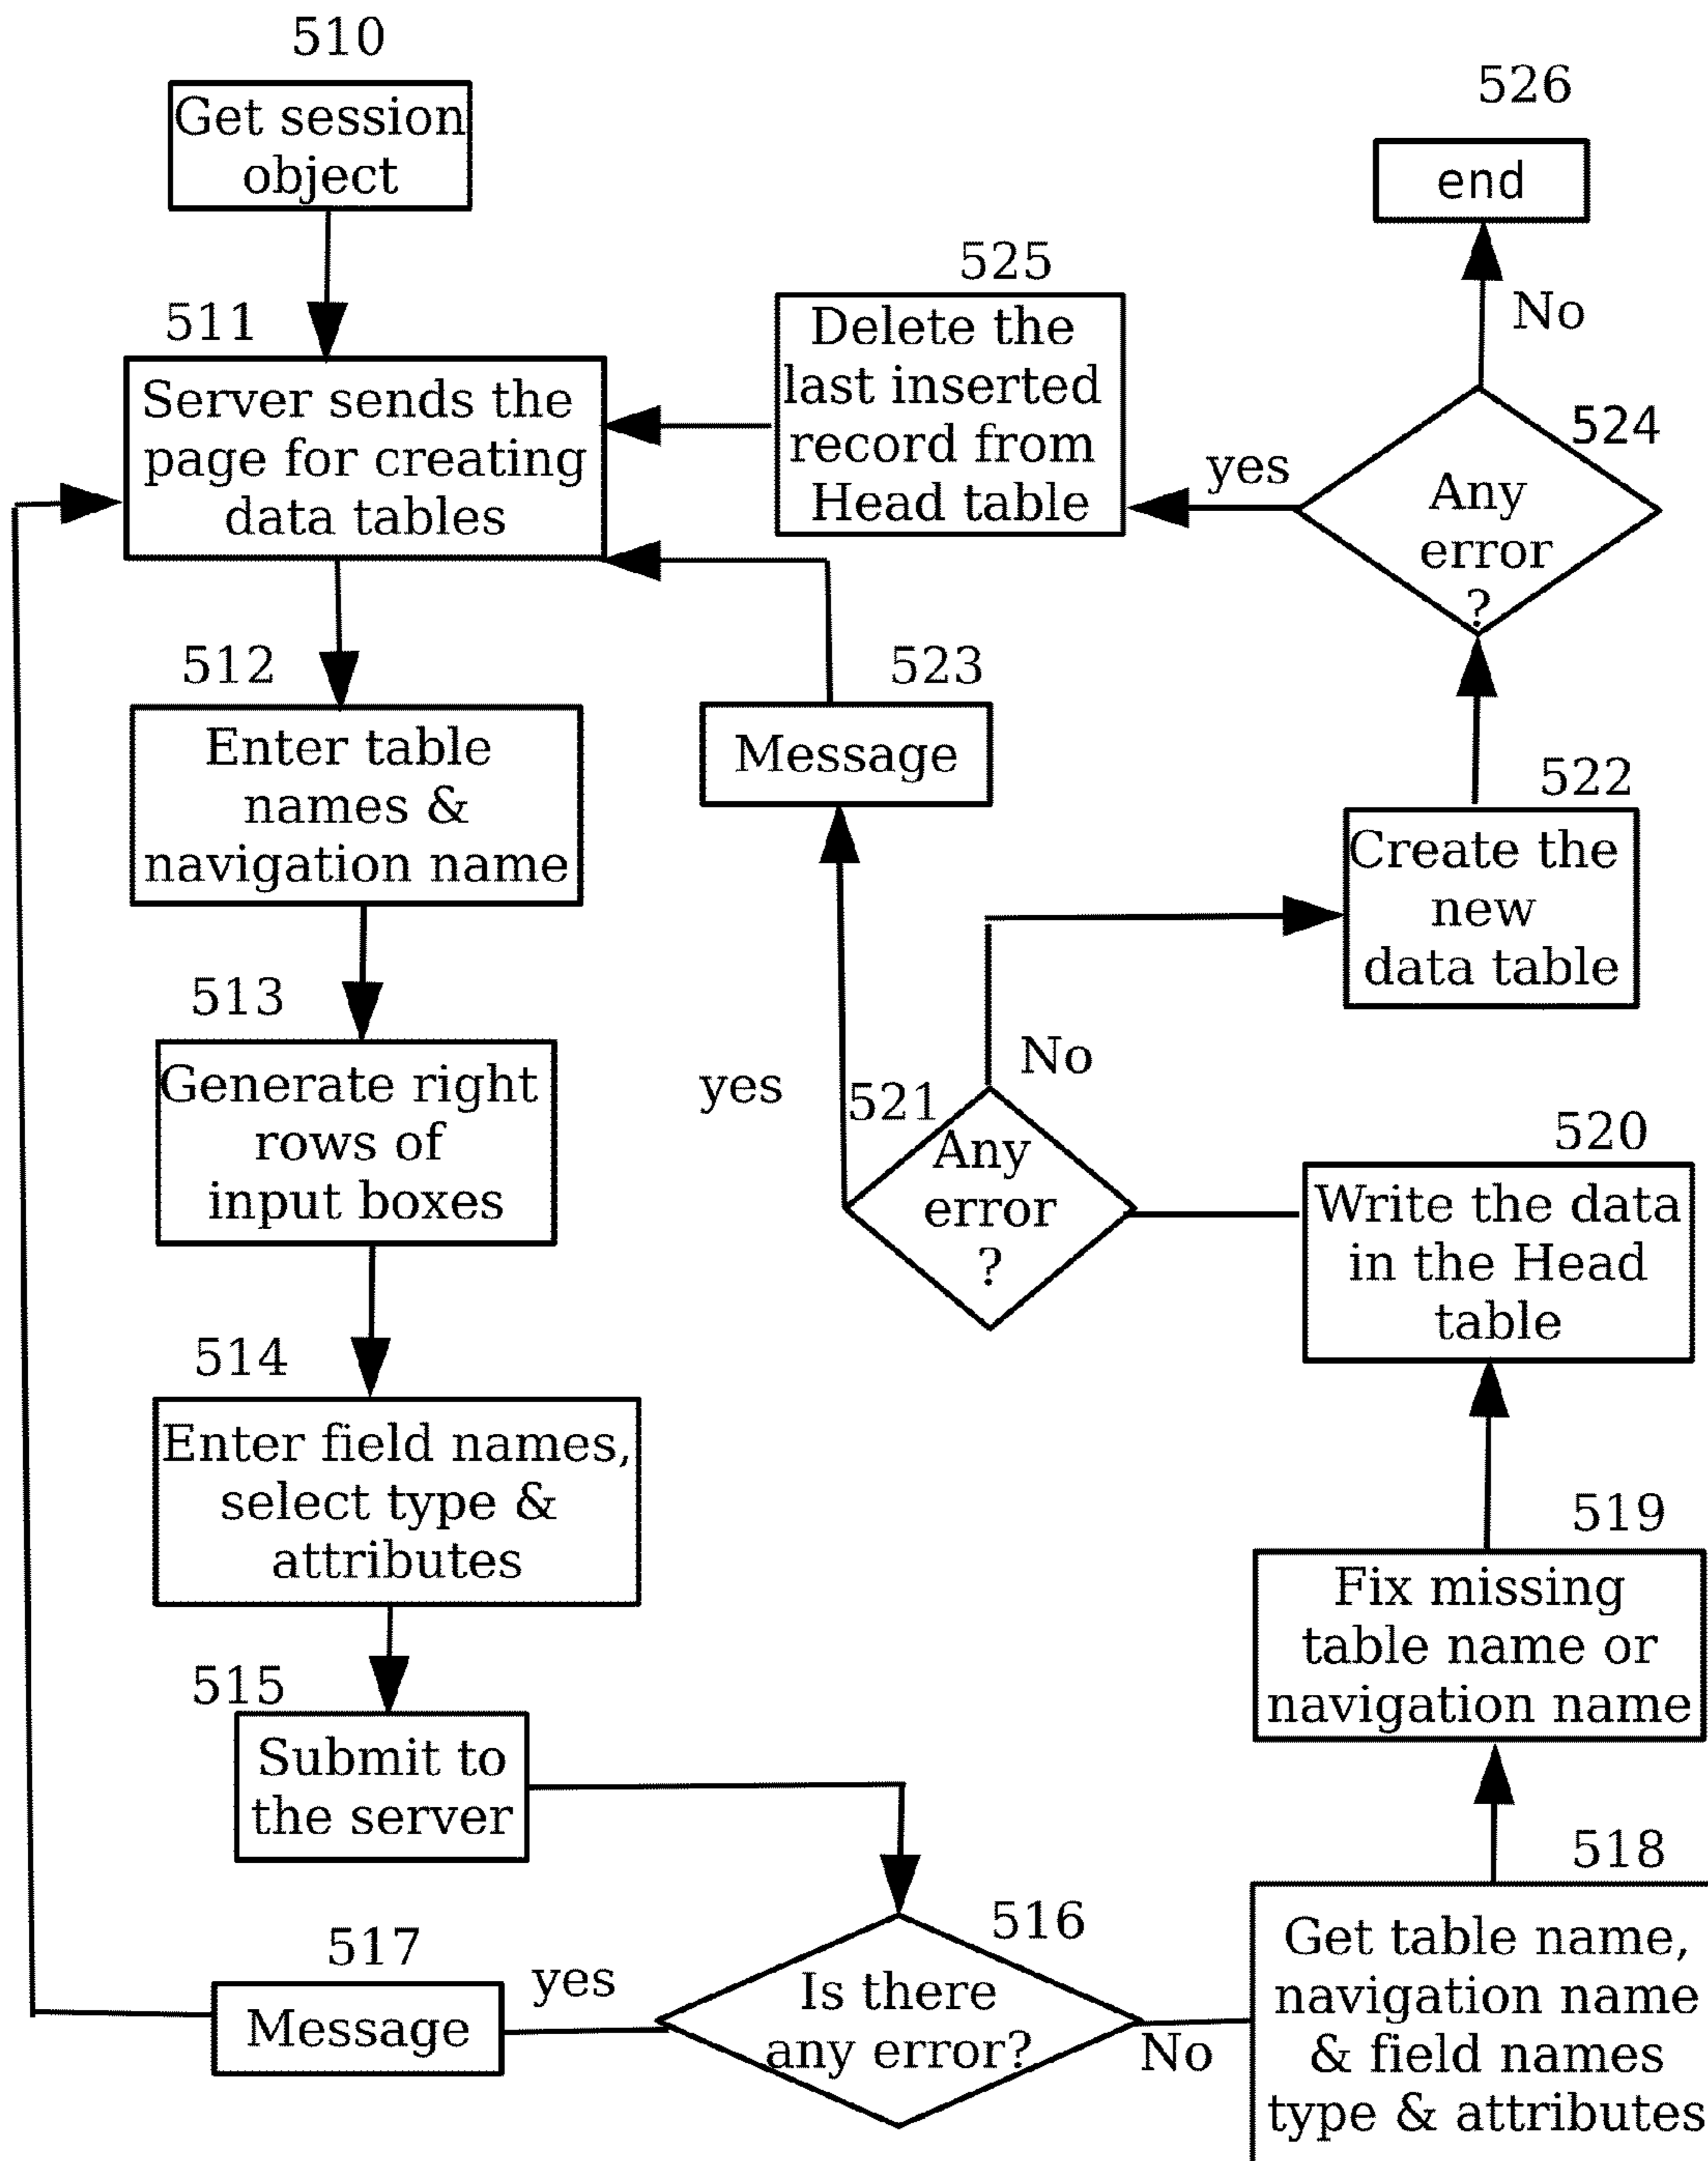 510
Get session
object
511
Server sends the
page for creating
data tables
512
Enter table
names &
navigation name
513
Generate right
rows of
input boxes
514
Enter field names,
select type &
attributes
515
Submit to
the server
516
Is there
any error?
yes
No
517
Message
518
Get table name,
navigation name
& field names
type & attributes
519
Fix missing
table name or
navigation name
520
Write the data
in the Head
table
521
Any
error
?
yes
No
522
Create the
new
data table
523
Message
524
Any
error
?
yes
No
525
Delete the
last inserted
record from
Head table
526
end